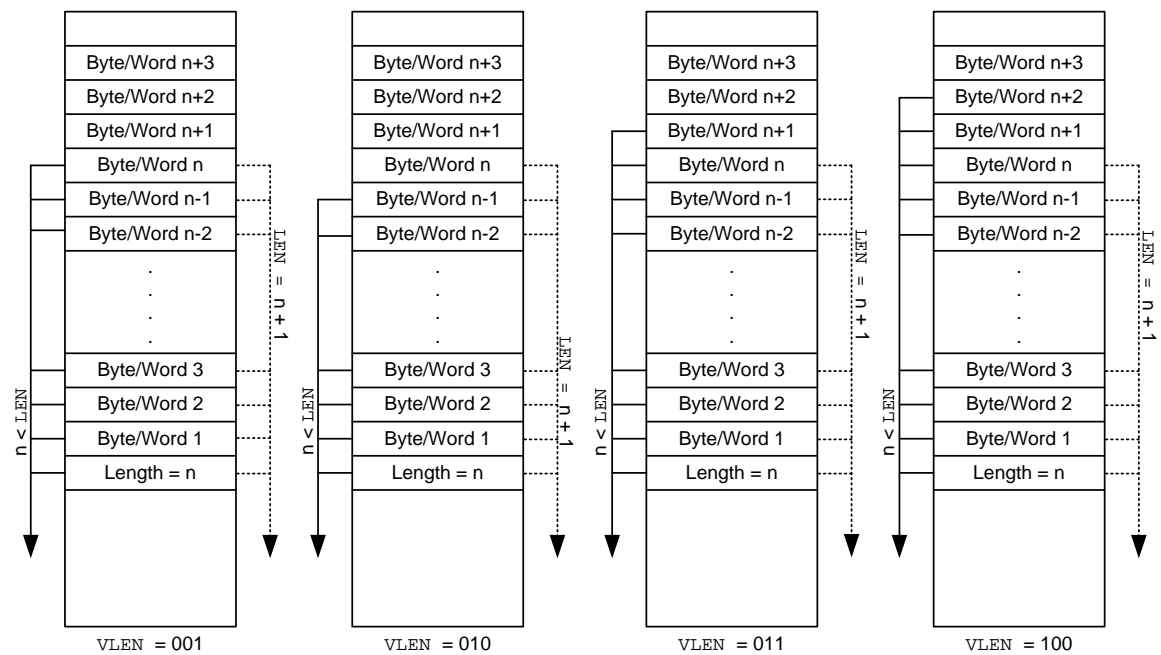 Byte/Word n+3
Byte/Word n+2
Byte/Word n+1
Byte/Word n
Byte/Word n-1
Byte/Word n-2
.
.
.
.
Byte/Word 3
Byte/Word 2
Byte/Word 1
Length = n
n < LEN
LEN = n + 1
VLEN = 001
Byte/Word n+3
Byte/Word n+2
Byte/Word n+1
Byte/Word n
Byte/Word n-1
Byte/Word n-2
.
.
.
.
Byte/Word 3
Byte/Word 2
Byte/Word 1
Length = n
n < LEN
LEN = n + 1
VLEN = 010
Byte/Word n+3
Byte/Word n+2
Byte/Word n+1
Byte/Word n
Byte/Word n-1
Byte/Word n-2
.
.
.
.
Byte/Word 3
Byte/Word 2
Byte/Word 1
Length = n
n < LEN
LEN = n + 1
VLEN = 011
Byte/Word n+3
Byte/Word n+2
Byte/Word n+1
Byte/Word n
Byte/Word n-1
Byte/Word n-2
.
.
.
.
Byte/Word 3
Byte/Word 2
Byte/Word 1
Length = n
n < LEN
LEN = n + 1
VLEN = 100